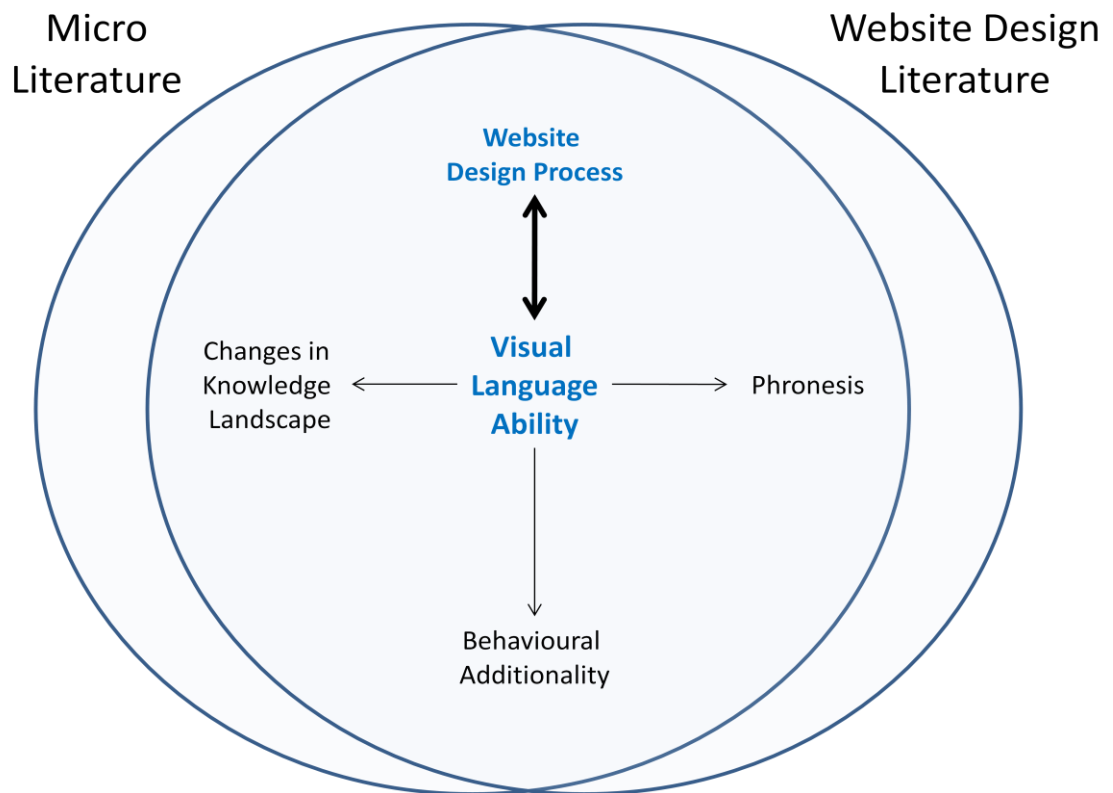 Micro
Literature
Website Design
Literature
Website
Design Process
Visual
Language
Ability
Changes in
Knowledge
Landscape
Phronesis
Behavioural
Additionality